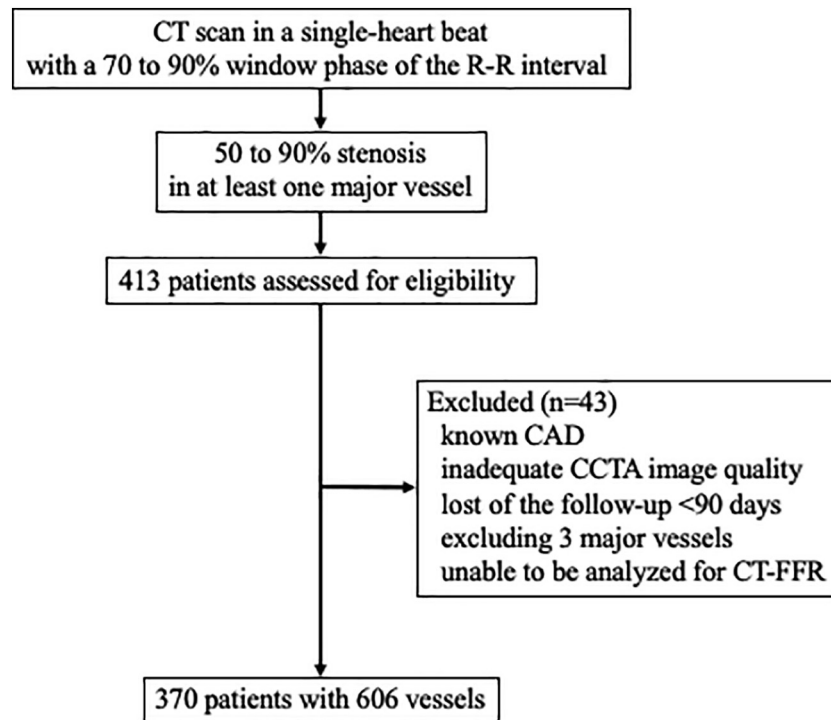 CT scan in a single-heart beat
with a 70 to 90% window phase of the R-R interval
50 to 90% stenosis
in at least one major vessel
413 patients assessed for eligibility
Excluded (n=43)
known CAD
inadequate CCTA image quality
lost of the follow-up <90 days
excluding 3 major vessels
unable to be analyzed for CT-FFR
370 patients with 606 vessels